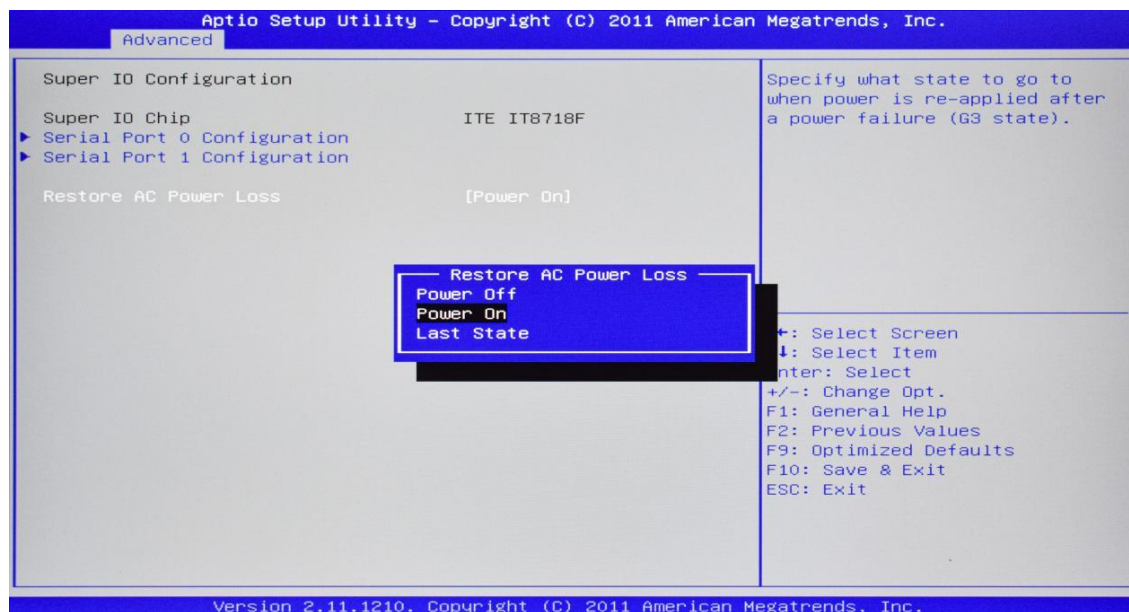 Aptio Setup Utility – Copyright (C) 2011 American Megatrends, Inc.
Advanced
Super IO Configuration
Super IO Chip ITE IT8718F
► Serial Port 0 Configuration
► Serial Port 1 Configuration
Restore AC Power Loss [Power On]
Restore AC Power Loss
Power Off
Power On
Last State
Specify what state to go to
when power is re-applied after
a power failure (G3 state).
: Select Screen
: Select Item
nter: Select
+/-: Change Opt.
F1: General Help
F2: Previous Values
F9: Optimized Defaults
F10: Save & Exit
ESC: Exit
Version 2.11.1210. Copyright (C) 2011 American Megatrends, Inc.